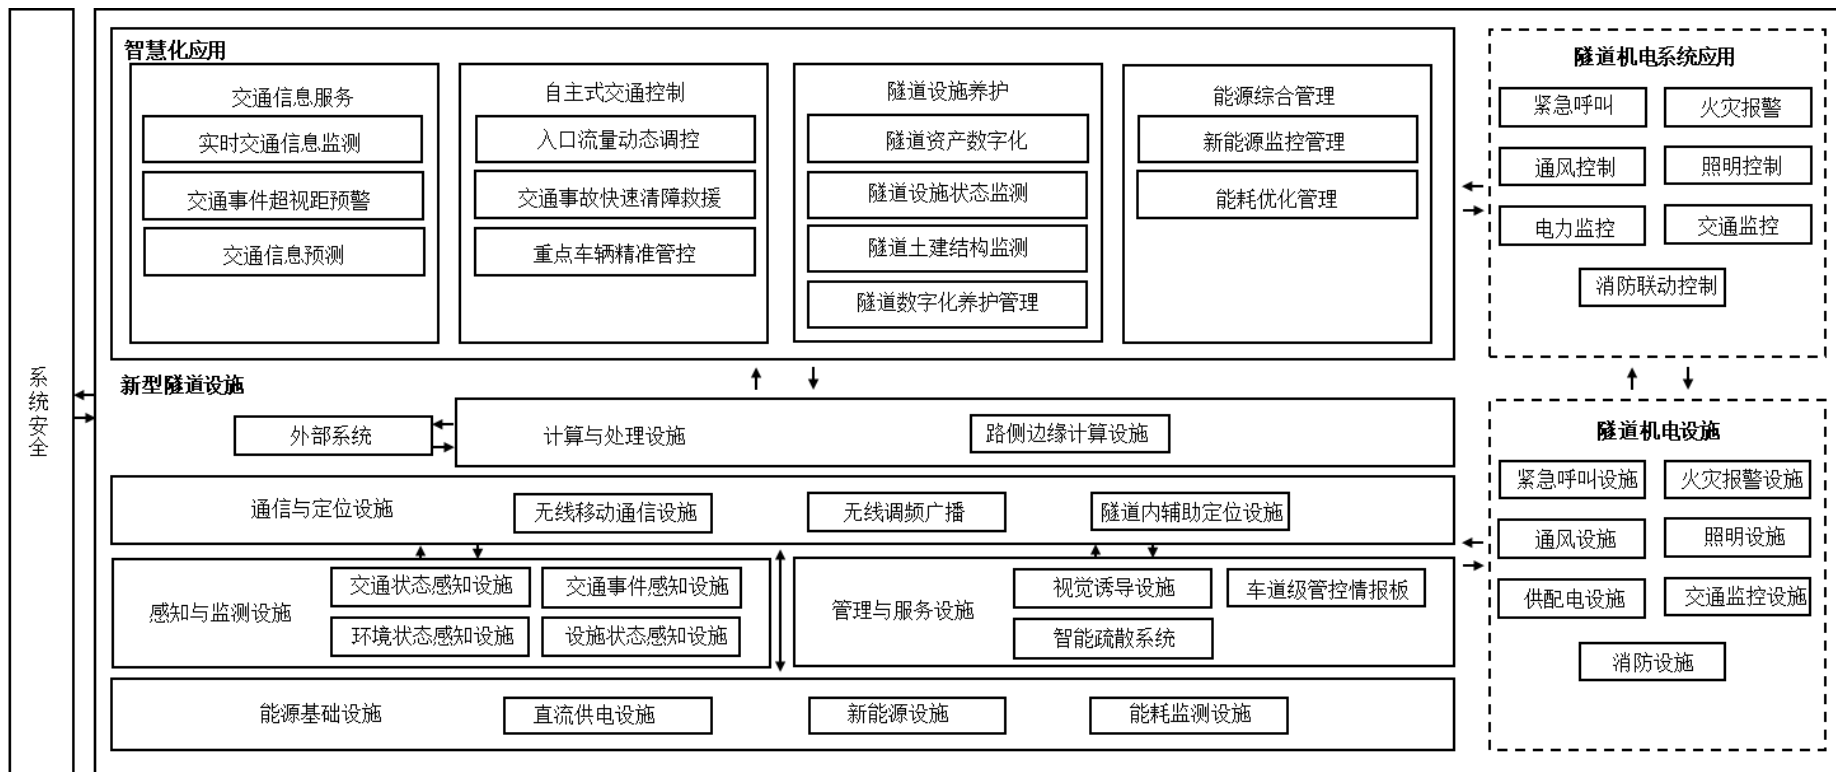 系统安全
智慧化应用
交通信息服务
实时交通信息监测
交通事件超视距预警
交通信息预测
自主式交通控制
入口流量动态调控
交通事故快速清障救援
重点车辆精准管控
隧道设施养护
隧道资产数字化
隧道设施状态监测
隧道土建结构监测
隧道数字化养护管理
能源综合管理
新能源监控管理
能耗优化管理
隧道机电系统应用
紧急呼叫
火灾报警
通风控制
照明控制
电力监控
交通监控
消防联动控制
新型隧道设施
外部系统
计算与处理设施
路侧边缘计算设施
通信与定位设施
无线移动通信设施
无线调频广播
隧道内辅助定位设施
感知与监测设施
交通状态感知设施
交通事件感知设施
环境状态感知设施
设施状态感知设施
管理与服务设施
视觉诱导设施
车道级管控情报板
智能疏散系统
能源基础设施
直流供电设施
新能源设施
能耗监测设施
隧道机电设施
紧急呼叫设施
火灾报警设施
通风设施
照明设施
供配电设施
交通监控设施
消防设施